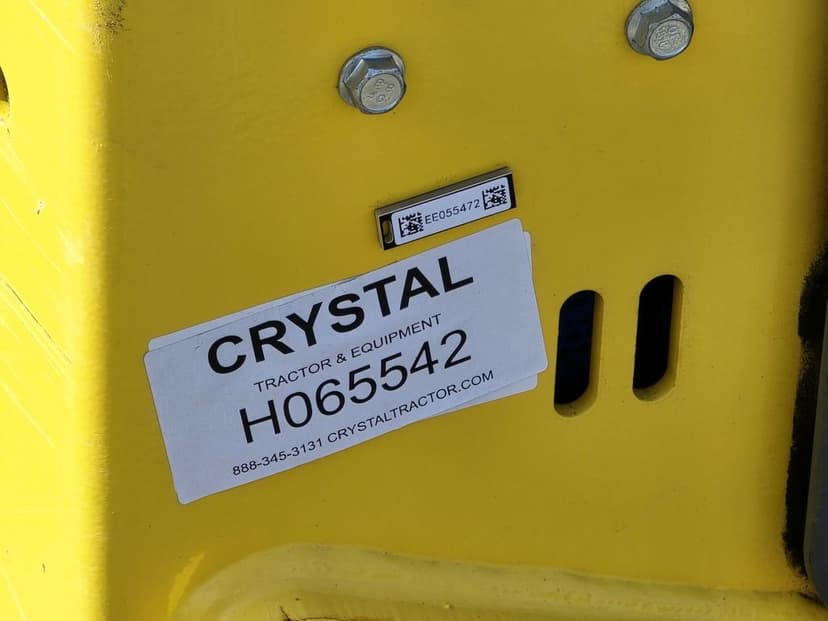 EE055472
CRYSTAL
TRACTOR & EQUIPMENT
H065542
888-345-3131 CRYSTALTRACTOR.COM